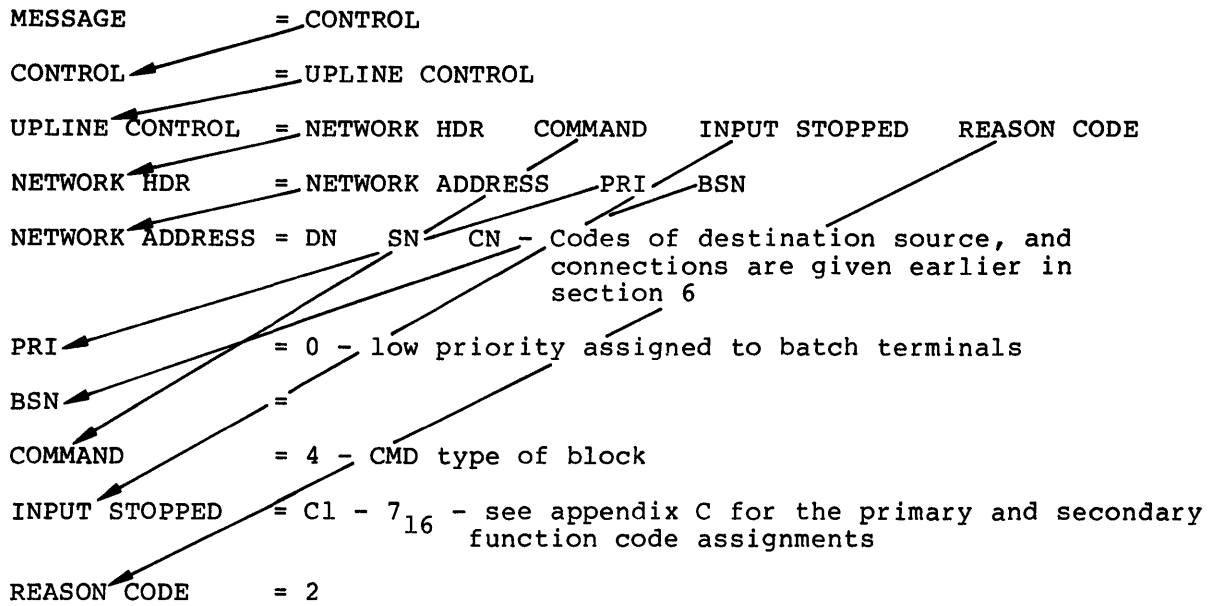 MESSAGE = CONTROL
CONTROL = UPLINE CONTROL
UPLINE CONTROL = NETWORK HDR COMMAND INPUT STOPPED REASON CODE
NETWORK HDR = NETWORK ADDRESS PRI BSN
NETWORK ADDRESS = DN SN CN - Codes of destination source, and
connections are given earlier in
section 6
PRI = 0 - low priority assigned to batch terminals
BSN =
COMMAND = 4 - CMD type of block
INPUT STOPPED = C1 - 7₁₆ - see appendix C for the primary and secondary
function code assignments
REASON CODE = 2